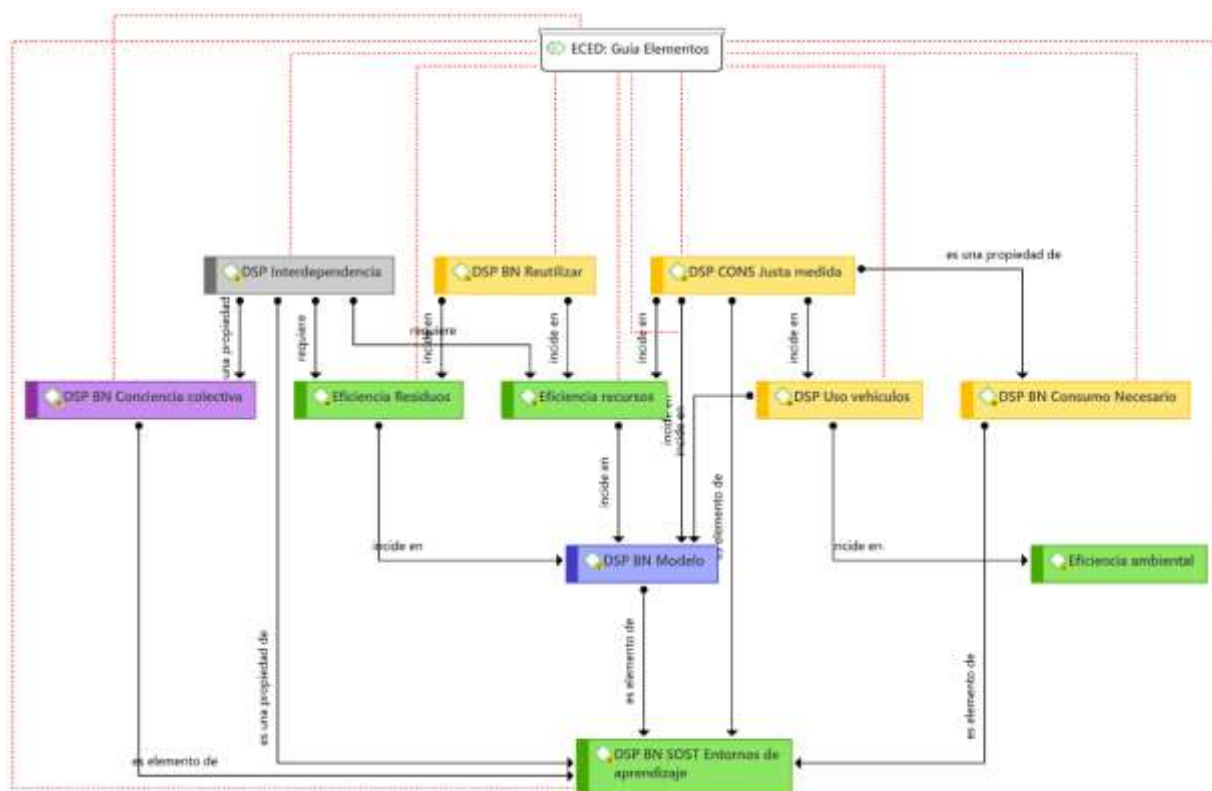 ECED: Guía Elementos
es una propiedad de
DSP Interdependencia
DSP BN Reutilizar
DSP CONS Justa medida
una propiedad
requiere
requiere
incide en
incide en
incide en
incide en
DSP BN Conciencia colectiva
Eficiencia Residuos
Eficiencia recursos
DSP Uso vehículos
DSP BN Consumo Necesario
incide en
incide en
incide en
es elemento de
incide en
incide en
DSP BN Modelo
Eficiencia ambiental
es una propiedad de
es elemento de
es elemento de
es elemento de
DSP BN SOST Entornos de
aprendizaje